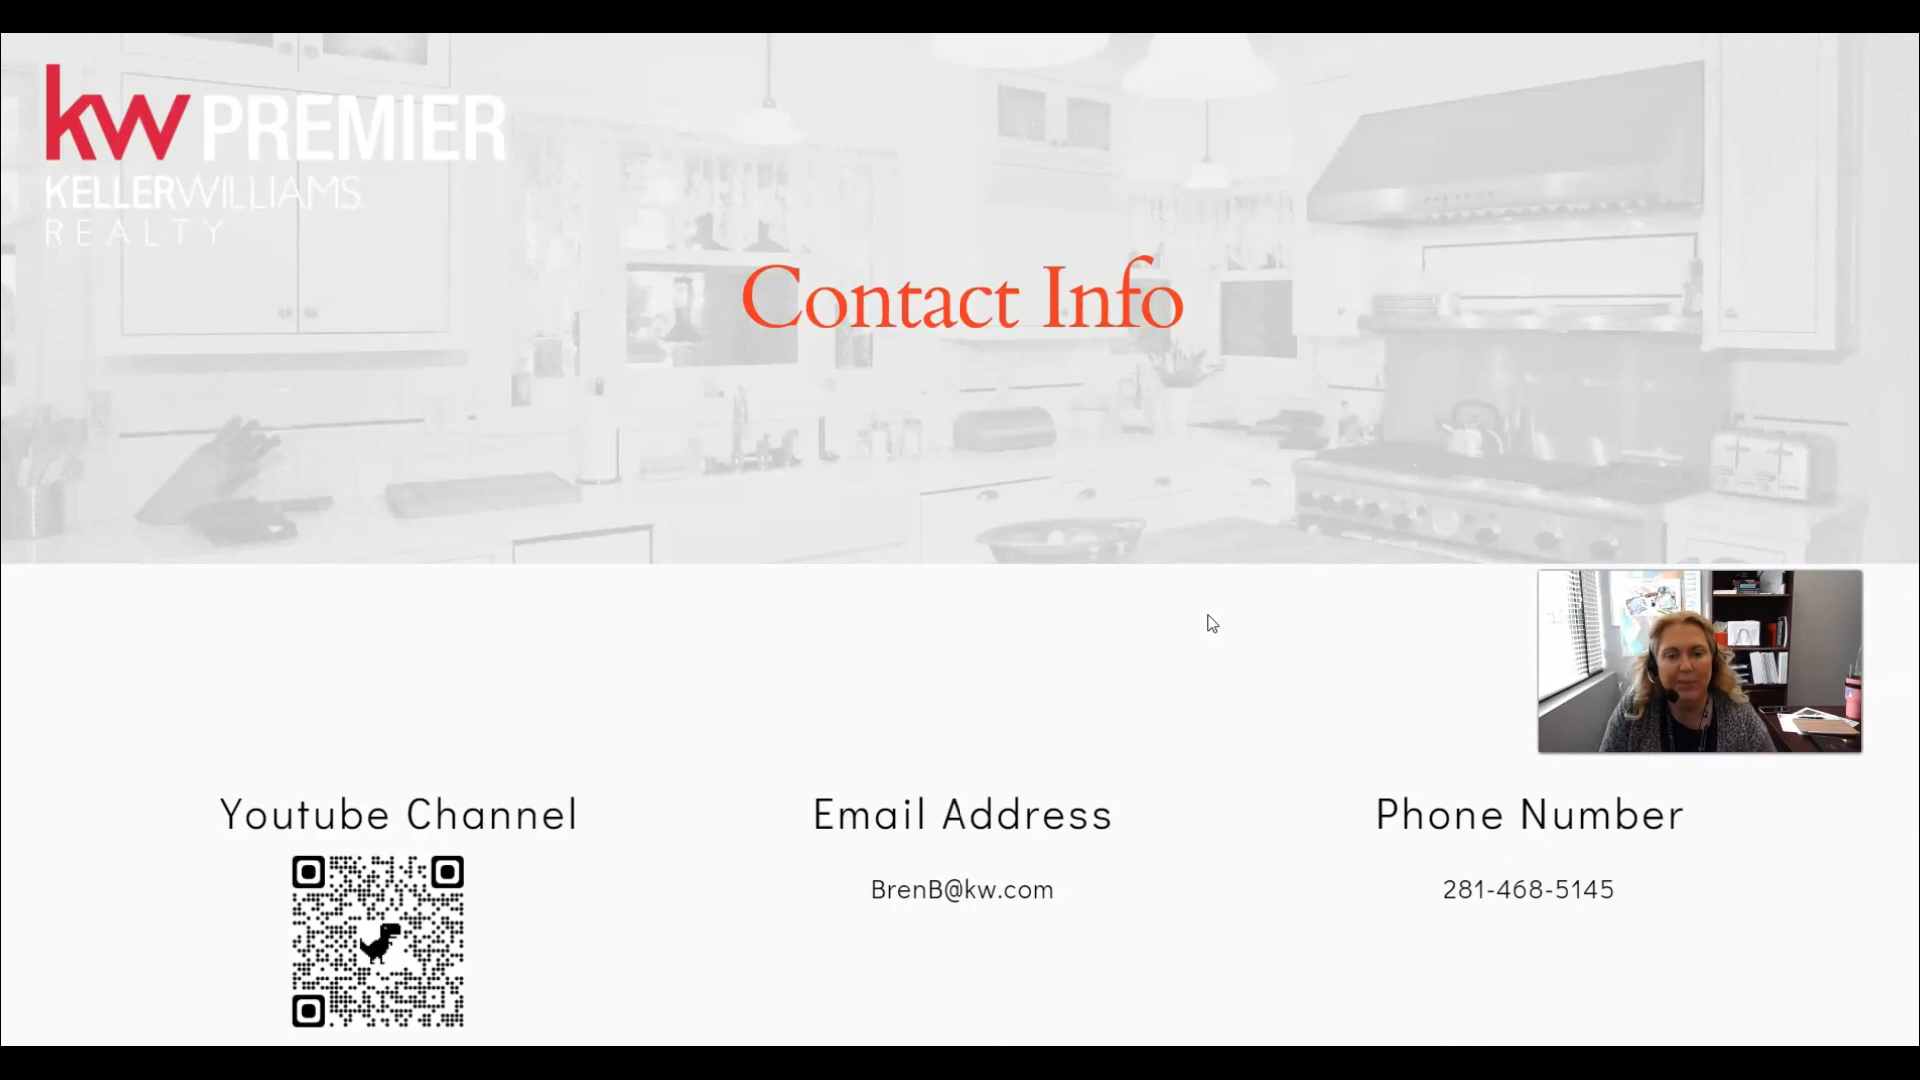 kw PREMIER
KELLERWILLIAMS
REALTY
Contact Info
Youtube Channel
Email Address
Phone Number
BrenB@kw.com
281-468-5145